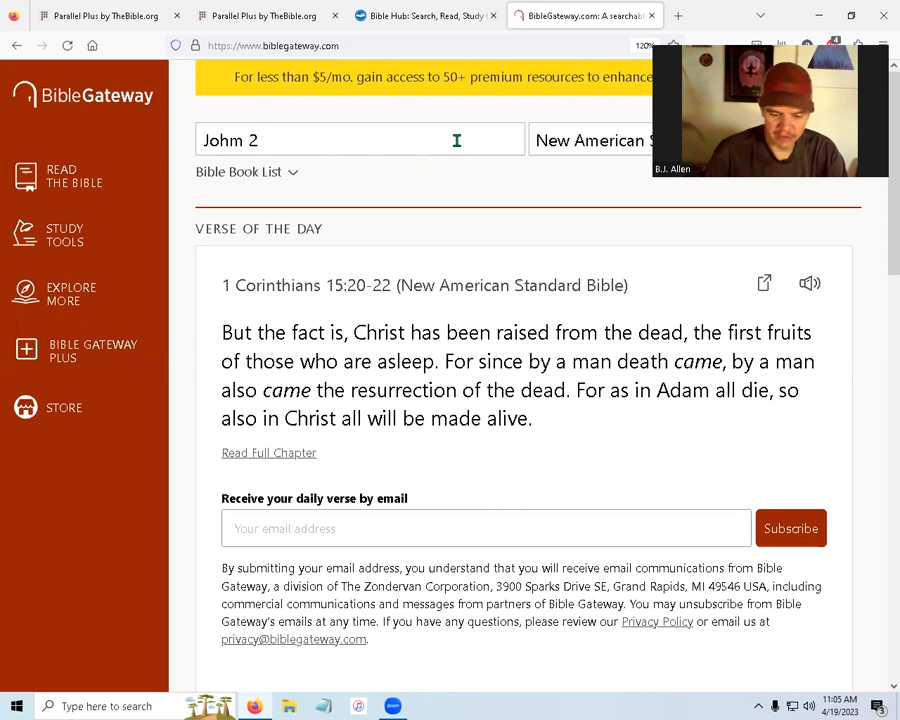 Parallel Plus by TheBible.org
Parallel Plus by TheBible.org
Bible Hub: Search, Read, Study t
BibleGateway.com: A searchabl
https://www.biblegateway.com
120%
4
For less than $5/mo. gain access to 50+ premium resources to enhance
BibleGateway
Johm 2
New American S
B.J. Allen
Bible Book List
READ
THE BIBLE
STUDY
TOOLS
EXPLORE
MORE
BIBLE GATEWAY
PLUS
STORE
VERSE OF THE DAY
1 Corinthians 15:20-22 (New American Standard Bible)
But the fact is, Christ has been raised from the dead, the first fruits
of those who are asleep. For since by a man death came, by a man
also came the resurrection of the dead. For as in Adam all die, so
also in Christ all will be made alive.
Read Full Chapter
Receive your daily verse by email
Your email address
Subscribe
By submitting your email address, you understand that you will receive email communications from Bible
Gateway, a division of The Zondervan Corporation, 3900 Sparks Drive SE, Grand Rapids, MI 49546 USA, including
commercial communications and messages from partners of Bible Gateway. You may unsubscribe from Bible
Gateway's emails at any time. If you have any questions, please review our Privacy Policy or email us at
privacy@biblegateway.com.
Type here to search
zoom
11:05 AM
4/19/2023
3